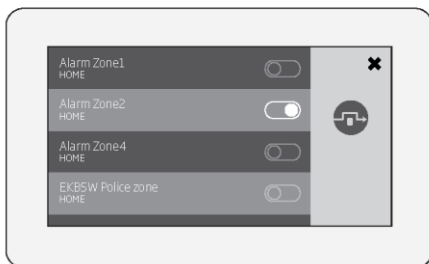 Alarm Zone1
HOME
Alarm Zone2
HOME
Alarm Zone4
HOME
EKB5W Police zone
HOME